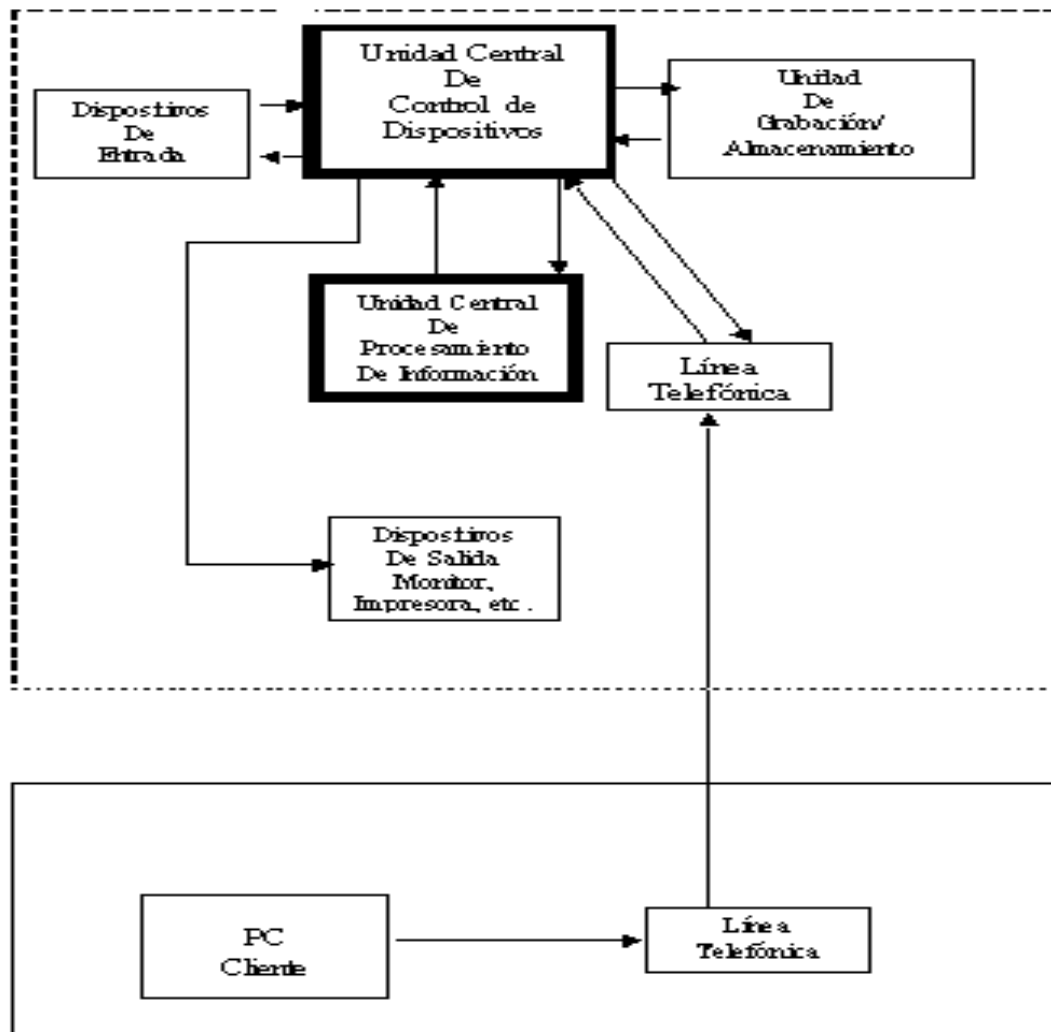 Unidad Central
De
Control de
Dispositivos
Unidad
De
Grabación/
Almacenamiento
Dispostivos
De
Entrada
Unidad Central
De
Procesamiento
De Información
Línea
Telefónica
Dispostivos
De Salida
Monitor,
Impresora, etc.
PC
Cliente
Línea
Telefónica